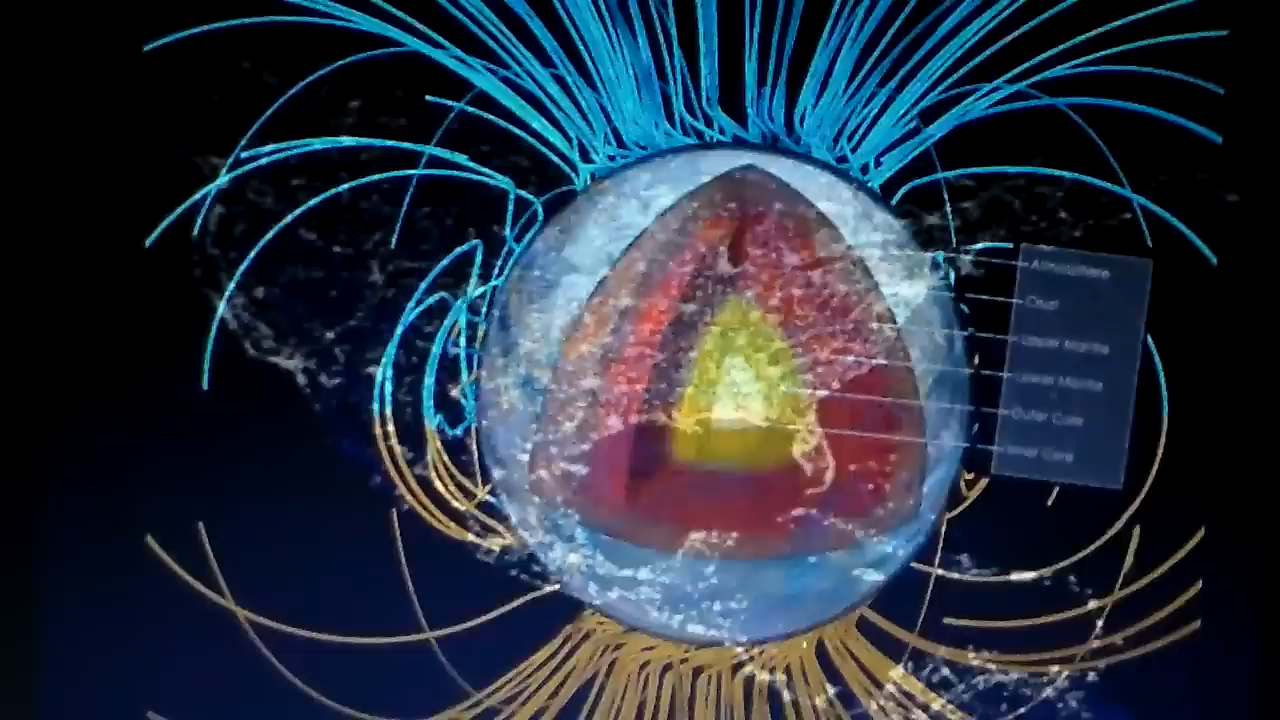 Atmosphere
Crust
Upper Mantle
Lower Mantle
Outer Core
Inner Core